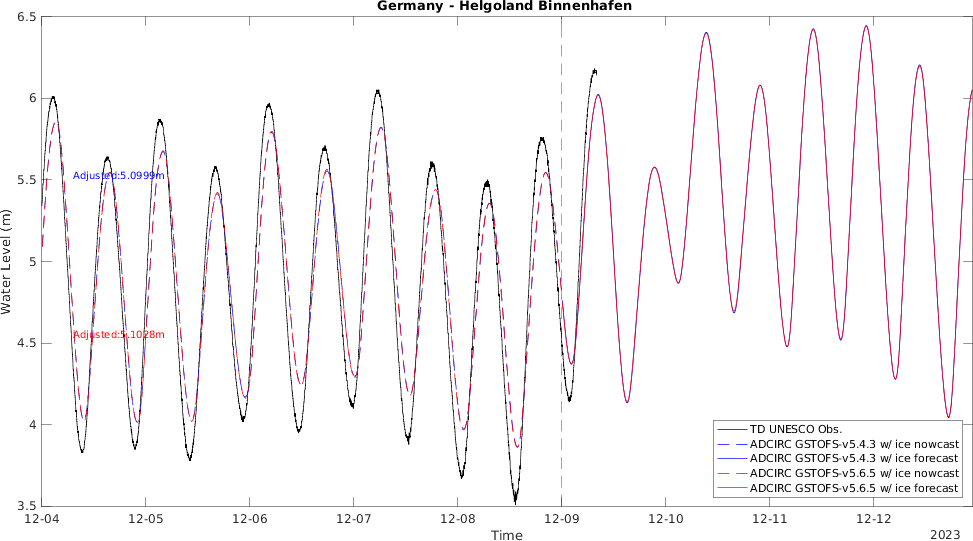 Germany - Helgoland Binnenhafen
6.5
6
5.5
5
4.5
4
3.5
Water Level (m)
Adjusted:5.0999m
Adjusted:5.1028m
TD UNESCO Obs.
ADCIRC GSTOFS-v5.4.3 w/ ice nowcast
ADCIRC GSTOFS-v5.4.3 w/ ice forecast
ADCIRC GSTOFS-v5.6.5 w/ ice nowcast
ADCIRC GSTOFS-v5.6.5 w/ ice forecast
12-04 12-05 12-06 12-07 12-08 12-09 12-10 12-11 12-12
Time
2023